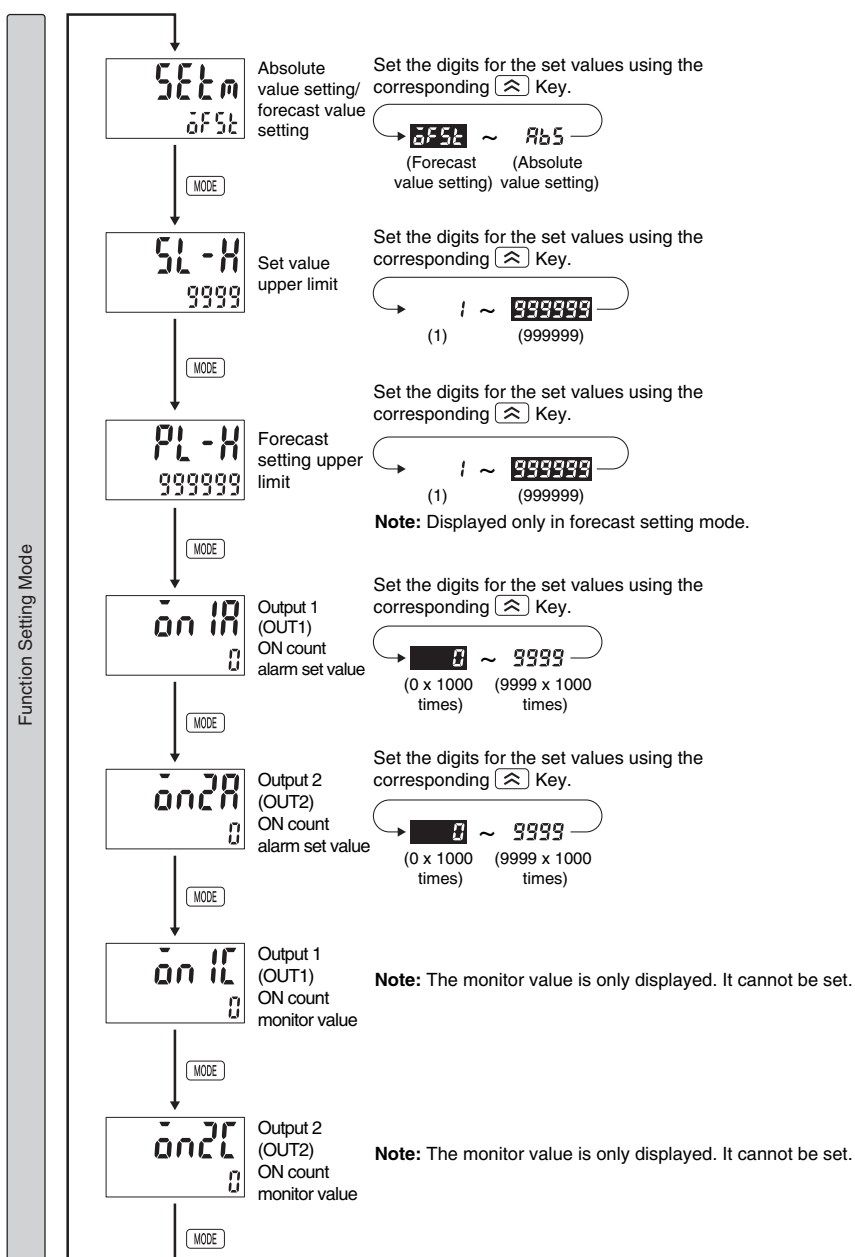 Function Setting Mode
SEtm
oFSt
Absolute
value setting/
forecast value
setting
Set the digits for the set values using the
corresponding Key.
oFSt ~ AbS
(Forecast
value setting)
(Absolute
value setting)
MODE
SL-H
9999
Set value
upper limit
Set the digits for the set values using the
corresponding Key.
1 ~ 999999
(1) (999999)
MODE
PL-H
999999
Forecast
setting upper
limit
Set the digits for the set values using the
corresponding Key.
1 ~ 999999
(1) (999999)
Note: Displayed only in forecast setting mode.
MODE
on1A
0
Output 1
(OUT1)
ON count
alarm set value
Set the digits for the set values using the
corresponding Key.
0 ~ 9999
(0 x 1000
times)
(9999 x 1000
times)
MODE
on2A
0
Output 2
(OUT2)
ON count
alarm set value
Set the digits for the set values using the
corresponding Key.
0 ~ 9999
(0 x 1000
times)
(9999 x 1000
times)
MODE
on1C
0
Output 1
(OUT1)
ON count
monitor value
Note: The monitor value is only displayed. It cannot be set.
MODE
on2C
0
Output 2
(OUT2)
ON count
monitor value
Note: The monitor value is only displayed. It cannot be set.
MODE